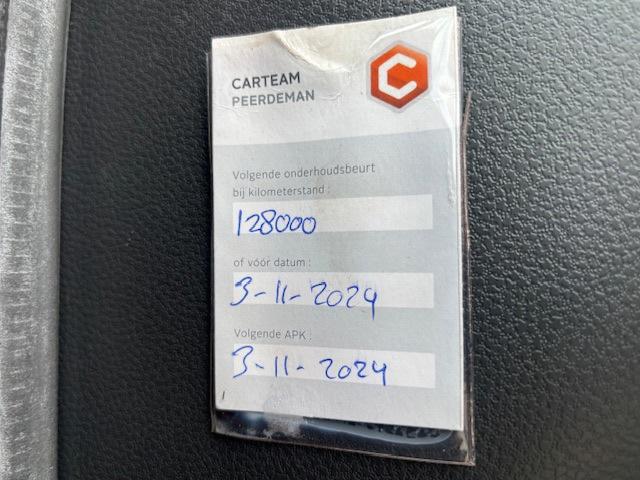 CARTEAM
PEERDEMAN
Volgende onderhoudsbeurt
bij kilometerstand :
128000
of vóór datum :
3-11-2024
Volgende APK :
3-11-2024